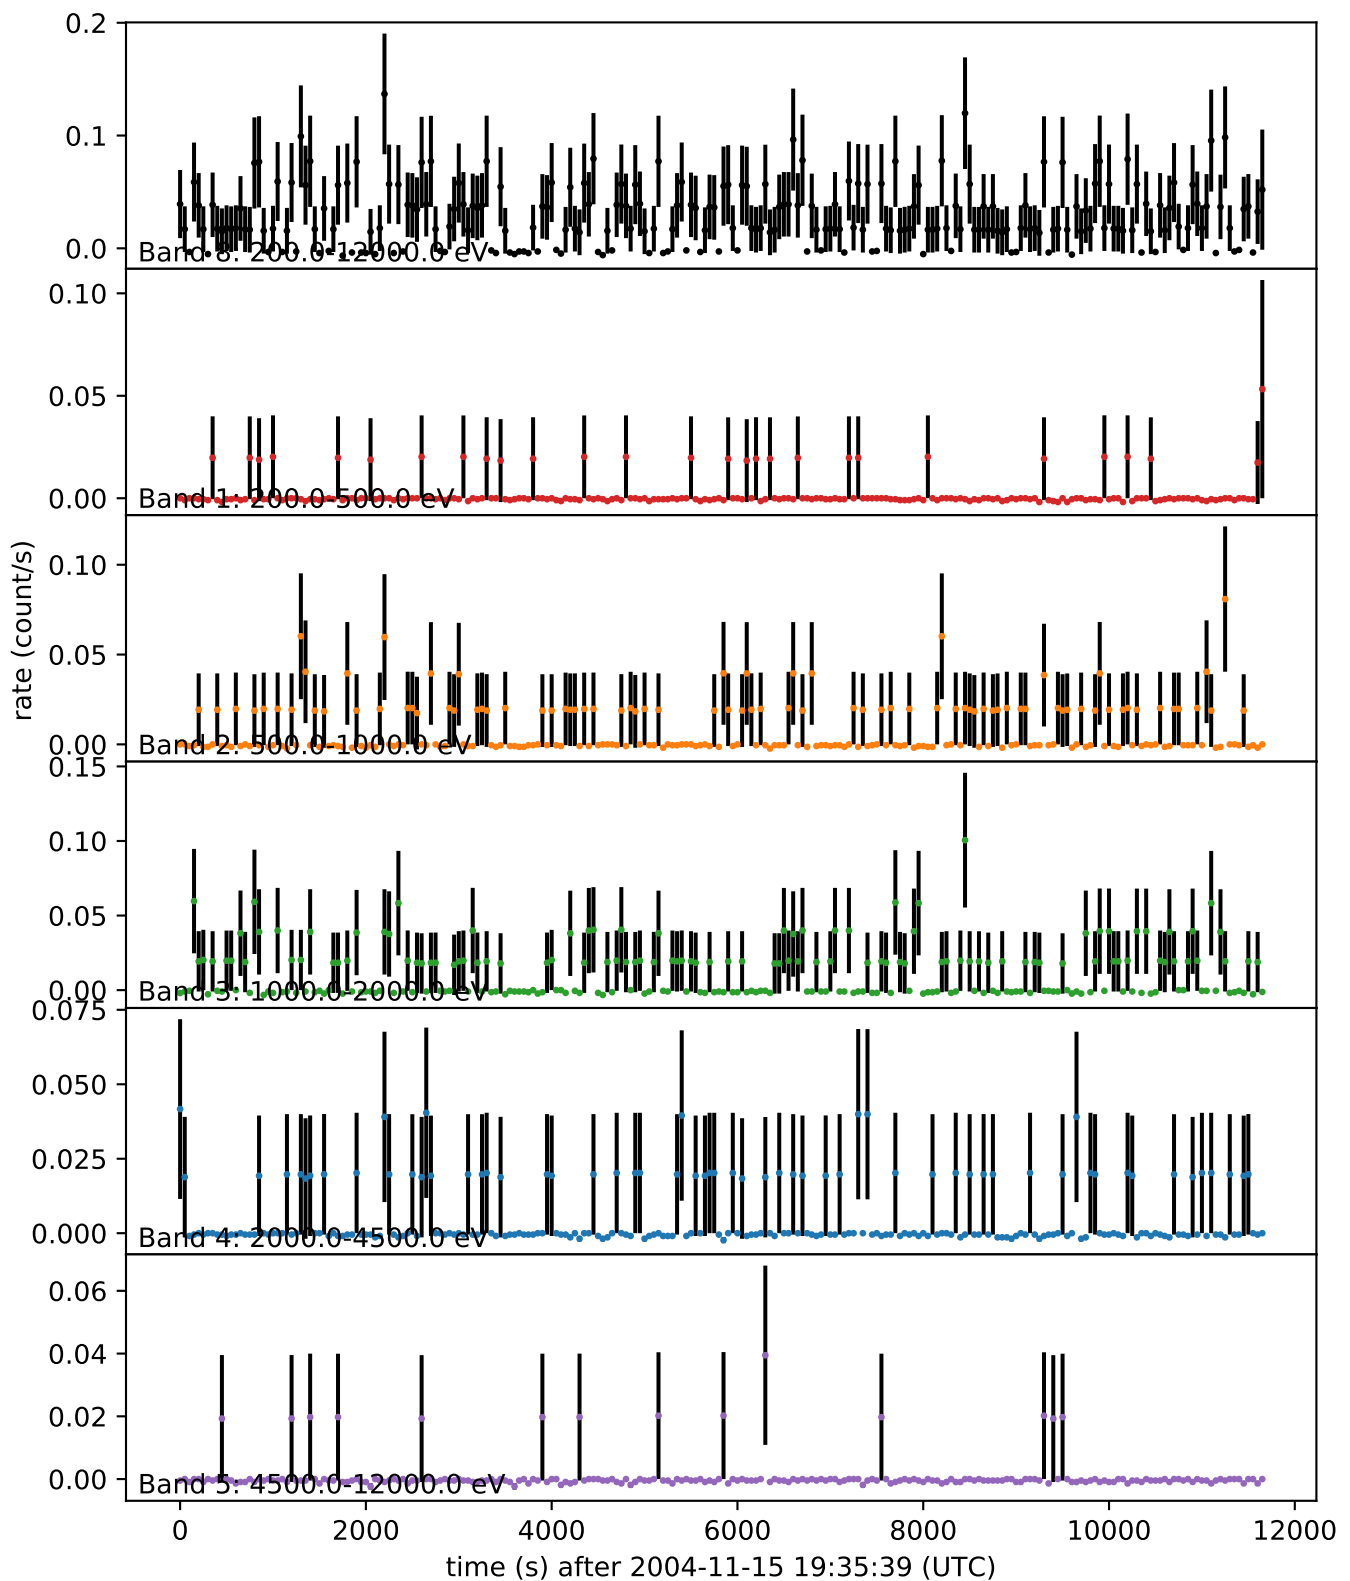 0.2
0.1
0.0
Band 8: 200.0-12000.0 eV
0.10
0.05
0.00
Band 1: 200.0-500.0 eV
0.10
0.05
0.00
Band 2: 500.0-1000.0 eV
rate (count/s)
0.15
0.10
0.05
0.00
Band 3: 1000.0-2000.0 eV
0.075
0.050
0.025
0.000
Band 4: 2000.0-4500.0 eV
0.06
0.04
0.02
0.00
Band 5: 4500.0-12000.0 eV
0 2000 4000 6000 8000 10000 12000
time (s) after 2004-11-15 19:35:39 (UTC)